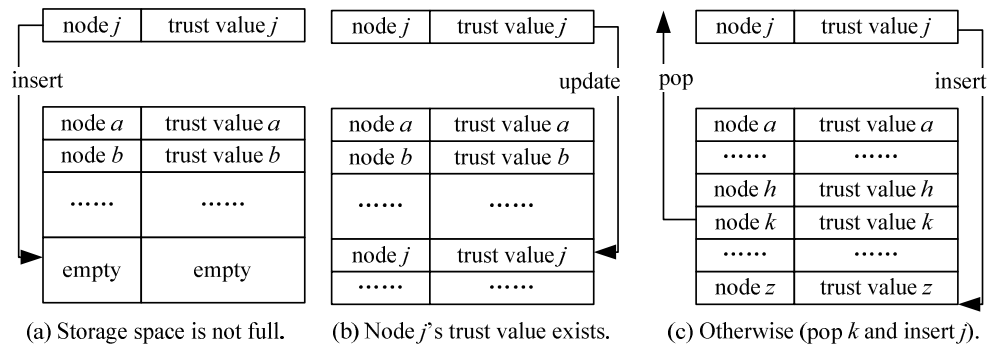 node j trust value j
insert
node a trust value a
node b trust value b
...... ......
empty empty
(a) Storage space is not full.
node j trust value j
update
node a trust value a
node b trust value b
...... ......
node j trust value j
...... ......
(b) Node j's trust value exists.
node j trust value j
pop
insert
node a trust value a
...... ......
node h trust value h
node k trust value k
...... ......
node z trust value z
(c) Otherwise (pop k and insert j).